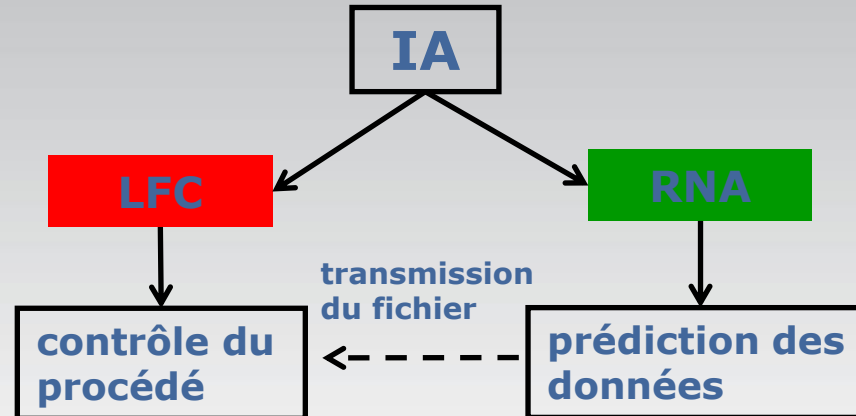 IA
LFC
RNA
transmission
du fichier
contrôle du
procédé
prédiction des
données